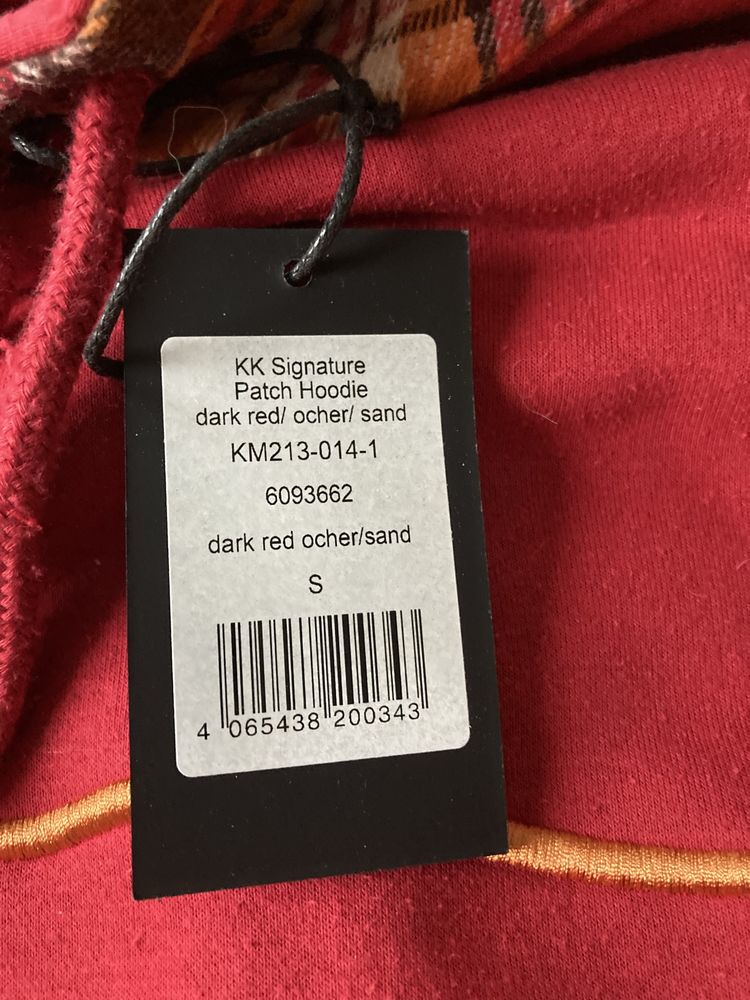 KK Signature
Patch Hoodie
dark red/ ocher/ sand
KM213-014-1
6093662
dark red ocher/sand
S
4 065438 200343